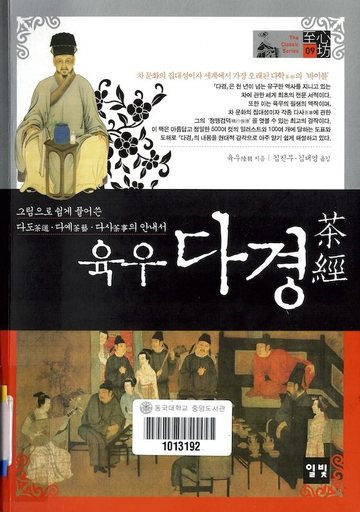 차 문화의 집대성이자 세계에서 가장 오래된 다학茶學의 '바이블'
『다경』은 천 년이 넘는 유구한 역사를 지니고 있는
차에 관한 세계 최초의 전문 서적이다.
또한 이는 육우의 필생의 역작이며,
차 문화의 집대성이자 각종 다사茶事에 관한
그의 '정행검덕精行儉德'을 엿볼 수 있는 최고의 걸작이다.
이 책은 아름답고 정밀한 500여 컷의 일러스트와 100여 개에 달하는 도표와
도해로 『다경』의 내용을 현대적 감각으로 아주 알기 쉽게 해설하고 있다.
육우陸羽 지음 | 김진무·김대영 옮김
The
Classic
Series
09
至心坊
그림으로 쉽게 풀어쓴
다도茶道·다예茶藝·다사茶事의 안내서
육우 다경
茶經
동국대학교 중앙도서관
1013192
일빛